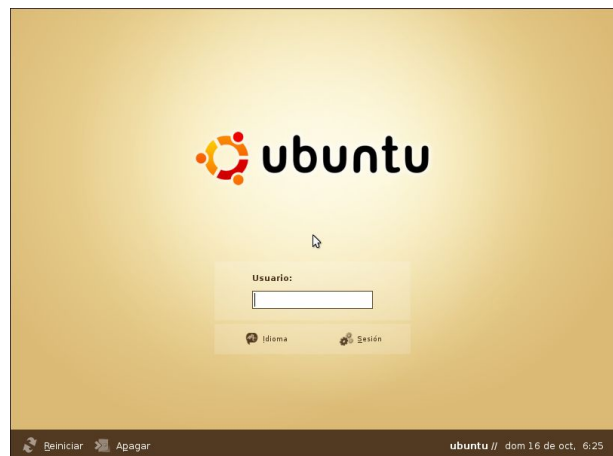 ubuntu
Usuario:
Idioma
Sesión
Reiniciar
Apagar
ubuntu // dom 16 de oct, 6:25